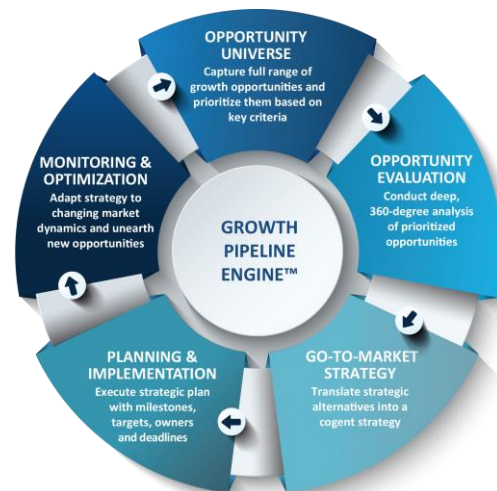 OPPORTUNITY
UNIVERSE
Capture full range of
growth opportunities and
prioritize them based on
key criteria
OPPORTUNITY
EVALUATION
Conduct deep,
360-degree analysis
of prioritized
opportunities
GO-TO-MARKET
STRATEGY
Translate strategic
alternatives into a
cogent strategy
PLANNING &
IMPLEMENTATION
Execute strategic plan
with milestones,
targets, owners
and deadlines
MONITORING &
OPTIMIZATION
Adapt strategy to
changing market
dynamics and unearth
new opportunities
GROWTH
PIPELINE
ENGINE™